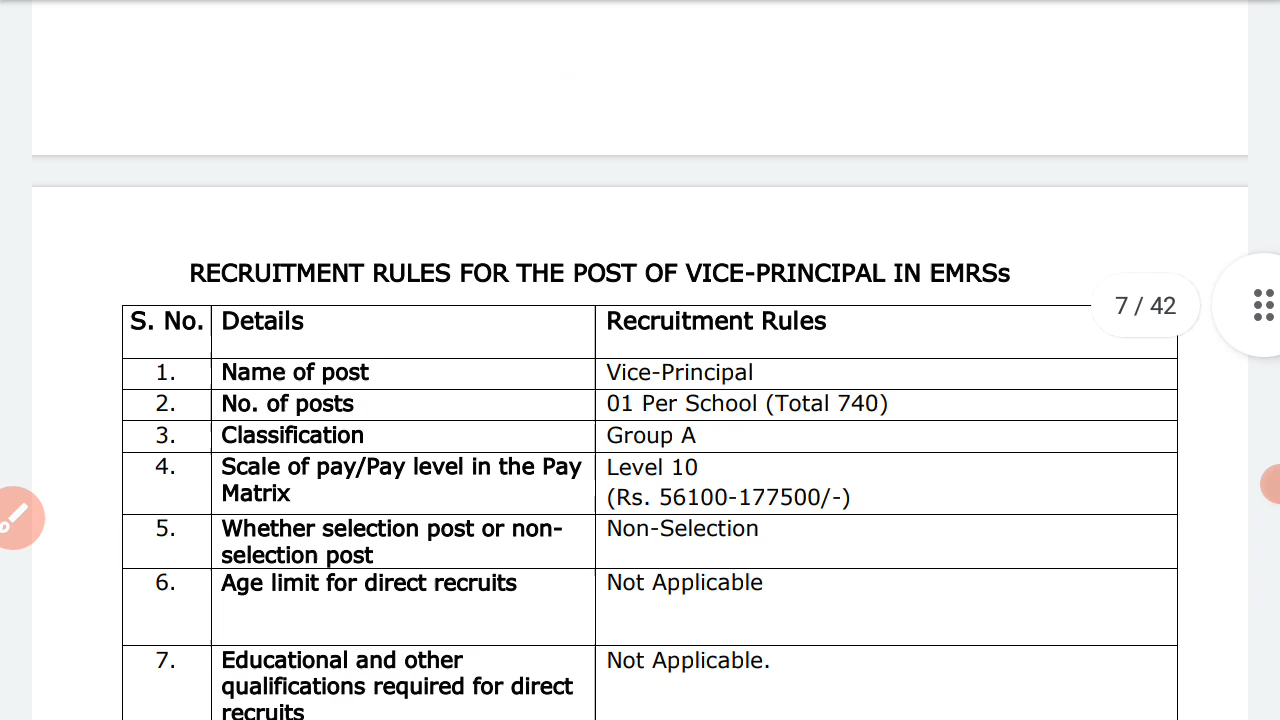 RECRUITMENT RULES FOR THE POST OF VICE-PRINCIPAL IN EMRSs
7 / 42
S. No. Details Recruitment Rules
1. Name of post Vice-Principal
2. No. of posts 01 Per School (Total 740)
3. Classification Group A
4. Scale of pay/Pay level in the Pay Level 10
Matrix (Rs. 56100-177500/-)
5. Whether selection post or non- Non-Selection
selection post
6. Age limit for direct recruits Not Applicable
7. Educational and other Not Applicable.
qualifications required for direct
recruits